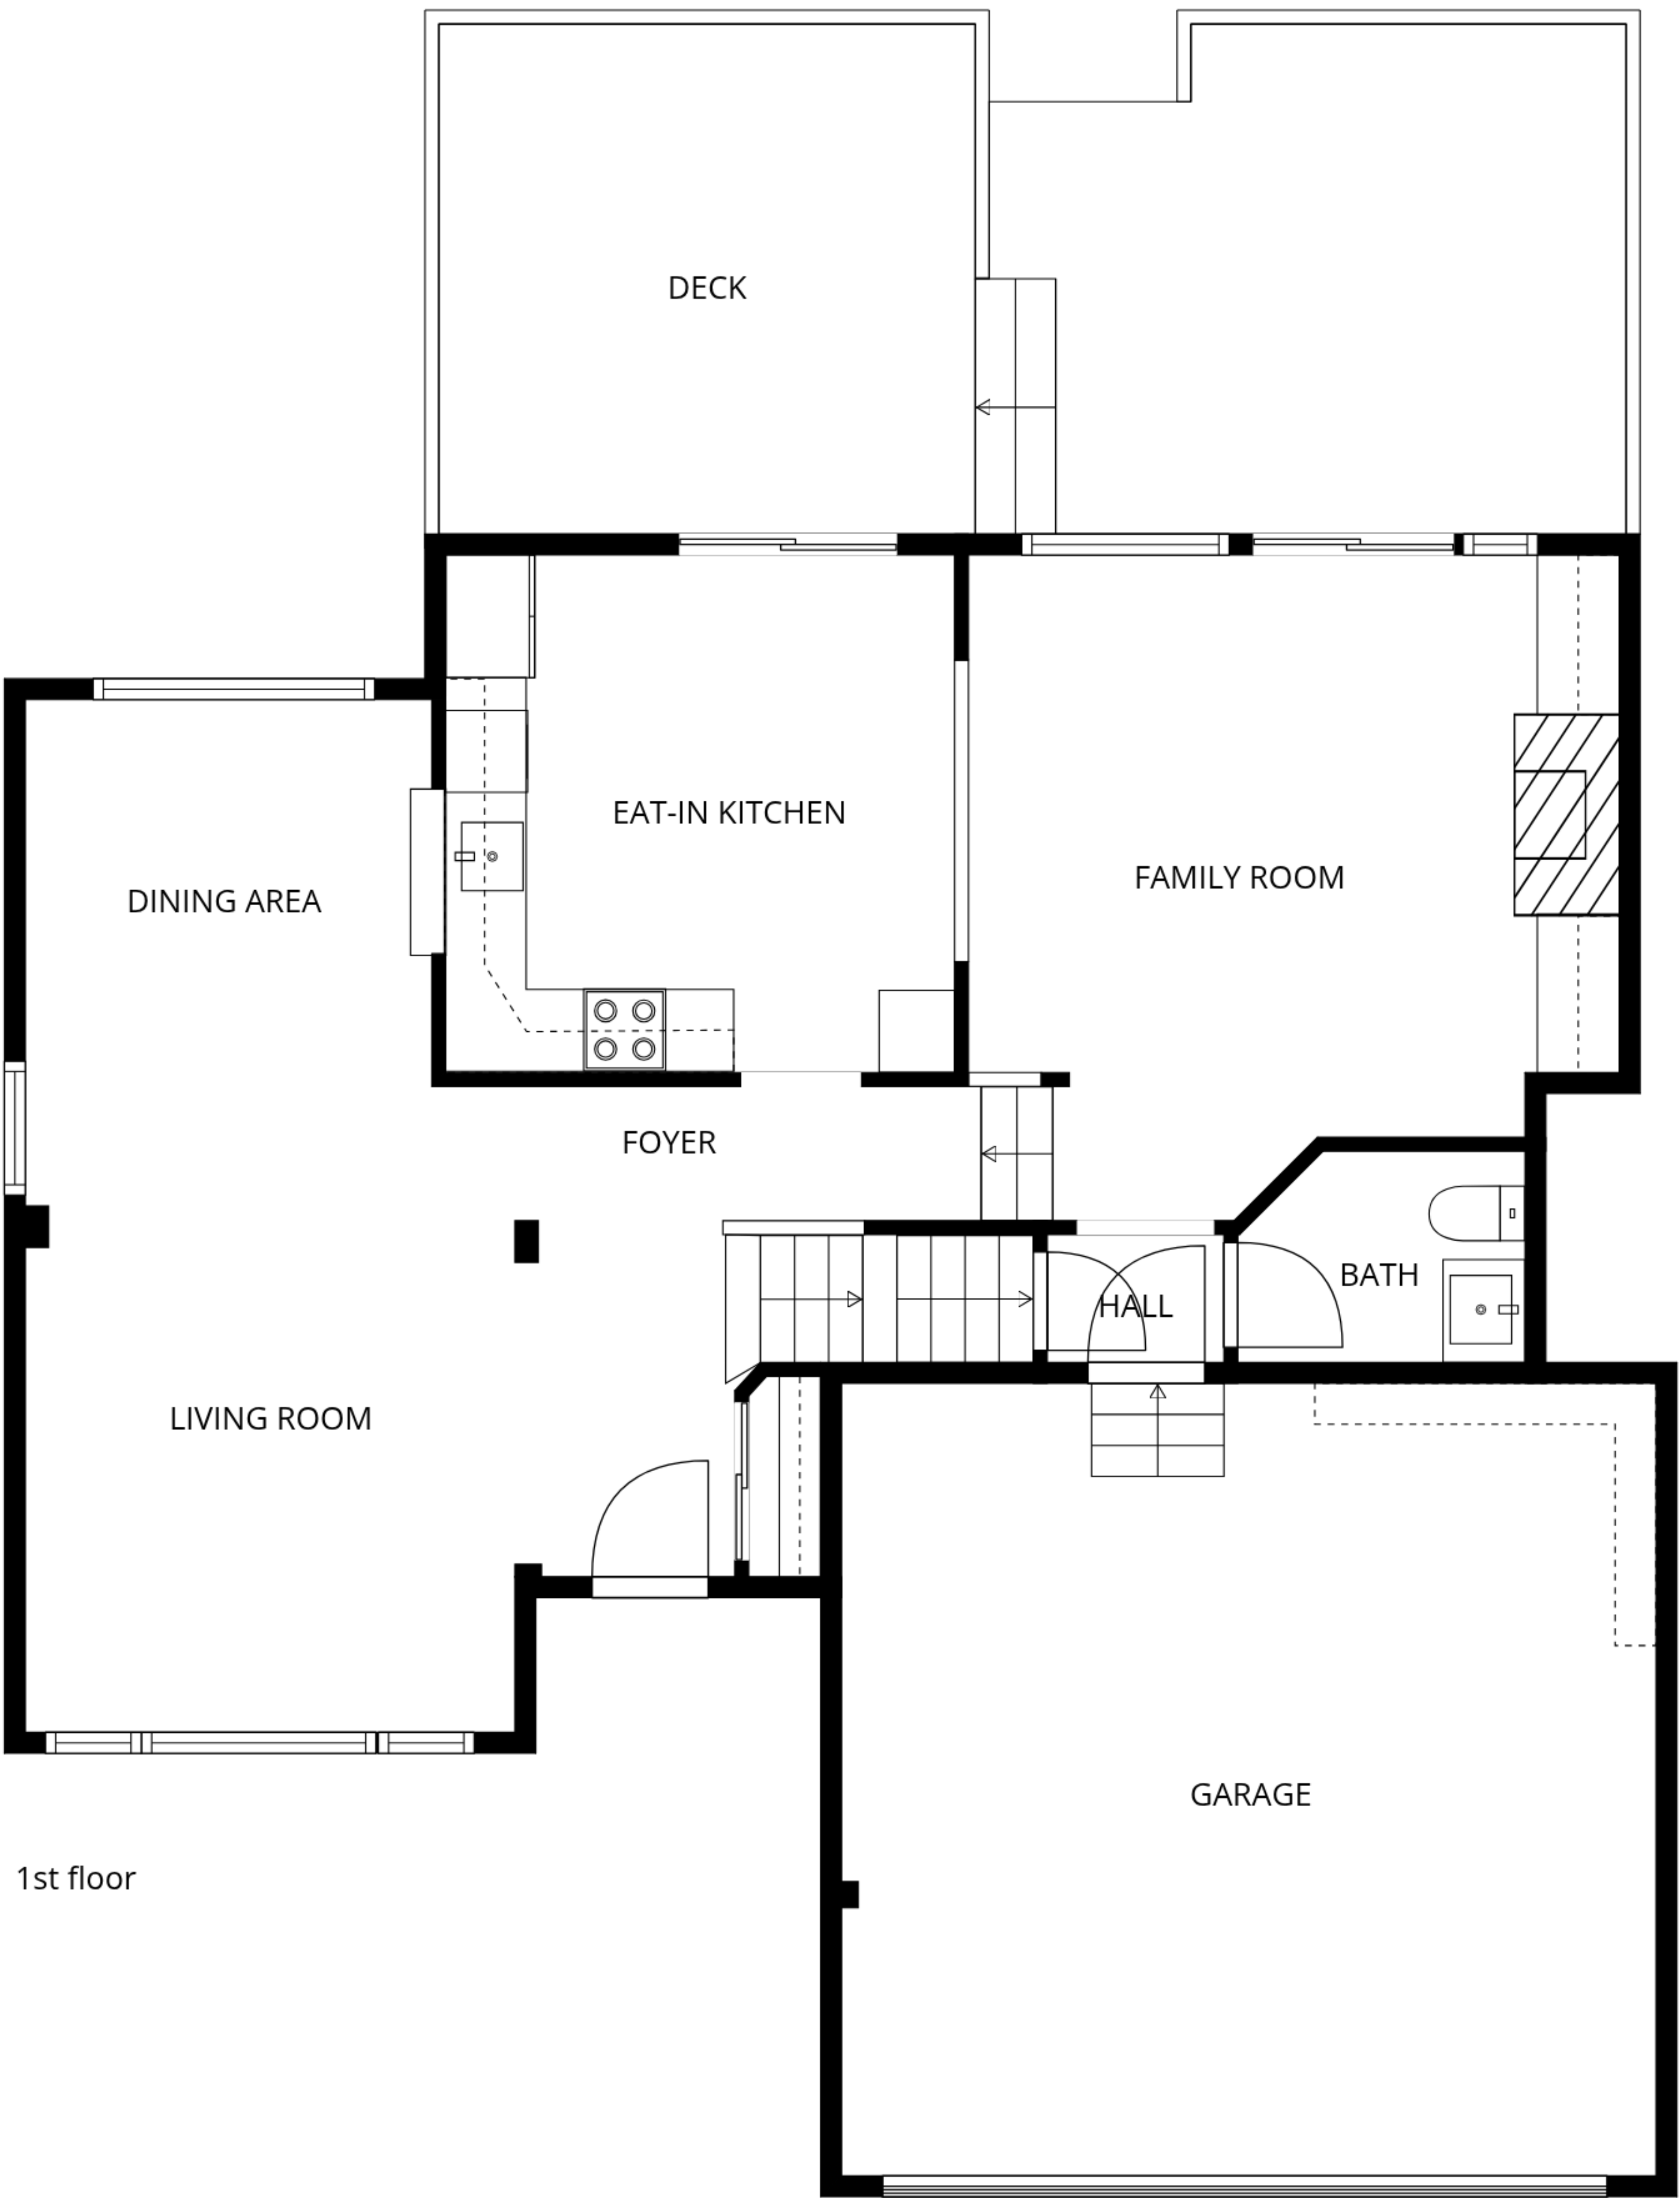 DECK
EAT-IN KITCHEN
FAMILY ROOM
DINING AREA
FOYER
BATH
HALL
LIVING ROOM
GARAGE
1st floor